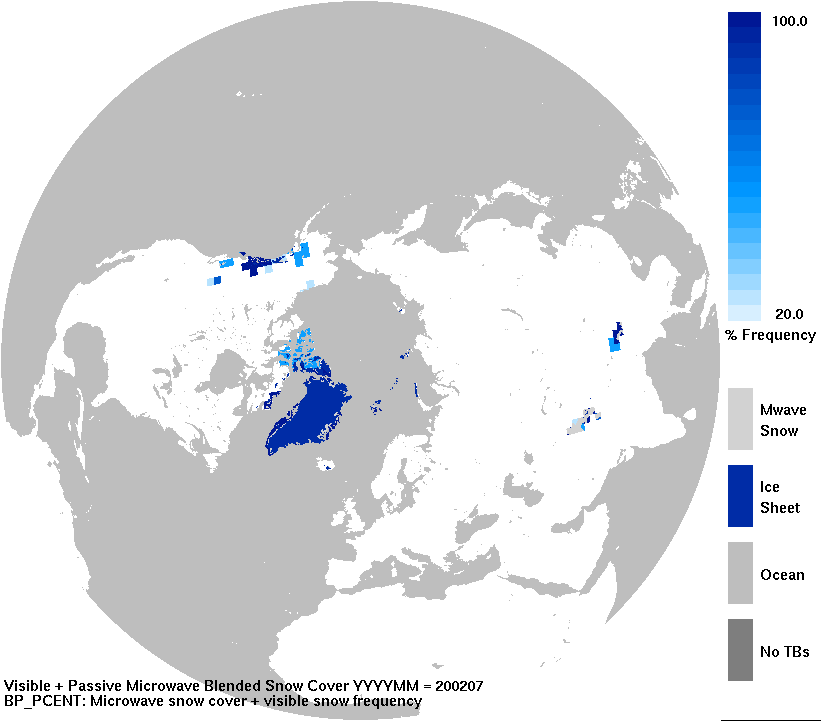 100.0
20.0
% Frequency
Mwave
Snow
Ice
Sheet
Ocean
No TBs
Visible + Passive Microwave Blended Snow Cover YYYYMM = 200207
BP_PCENT: Microwave snow cover + visible snow frequency